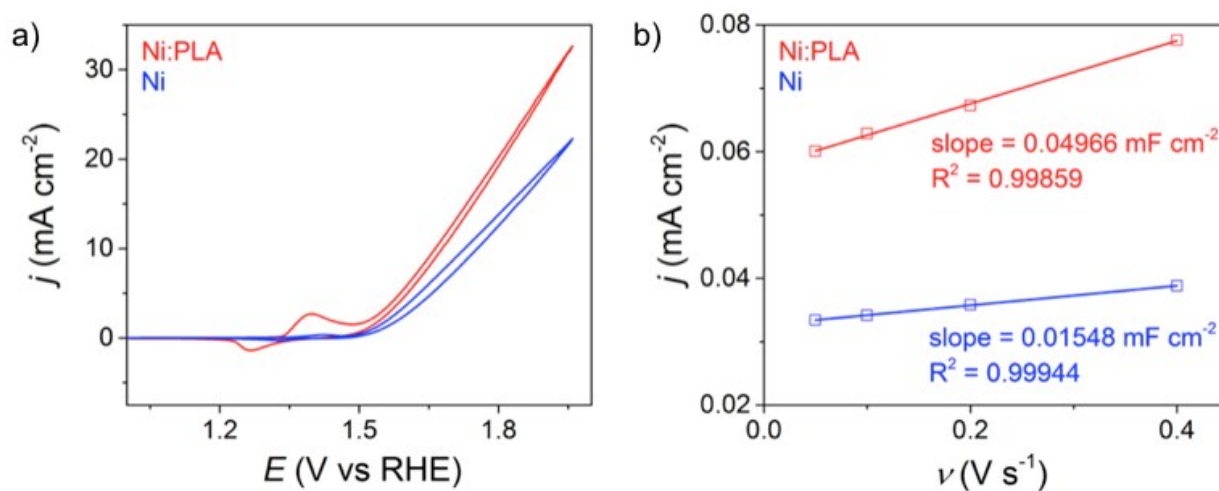 a)
Ni:PLA
Ni
30
20
10
0
j (mA cm⁻²)
1.2 1.5 1.8
E (V vs RHE)
b)
Ni:PLA
Ni
0.08
0.06
0.04
0.02
j (mA cm⁻²)
slope = 0.04966 mF cm⁻²
R² = 0.99859
slope = 0.01548 mF cm⁻²
R² = 0.99944
0.0 0.2 0.4
ν (V s⁻¹)